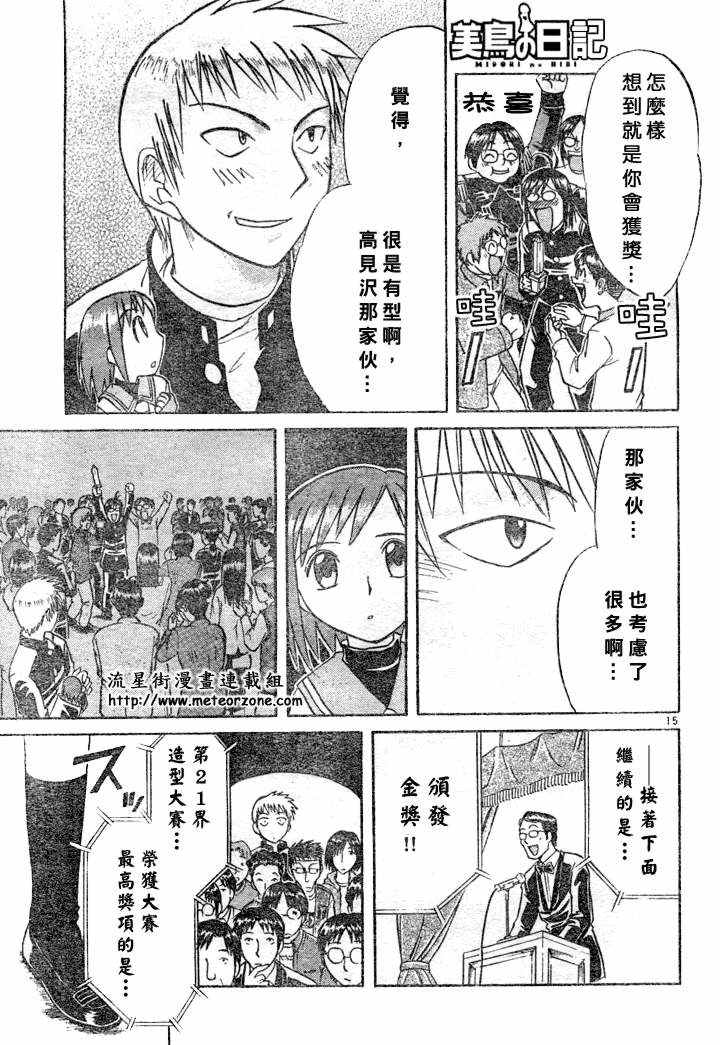 美鳥の日記
MIDORI no HIBI
怎麼樣
想到就是
你會獲獎…
恭喜
哇
哇
覺得，
很是有型啊，
高見沢那家伙…
那家伙…
也考慮了
很多啊…
流星街漫畫連載組
http://www.meteorzone.com
15
——接著下面
繼續的是…
頒發
金獎!!
第21界
造型大賽…
榮獲大賽
最高獎項的是…
スッ